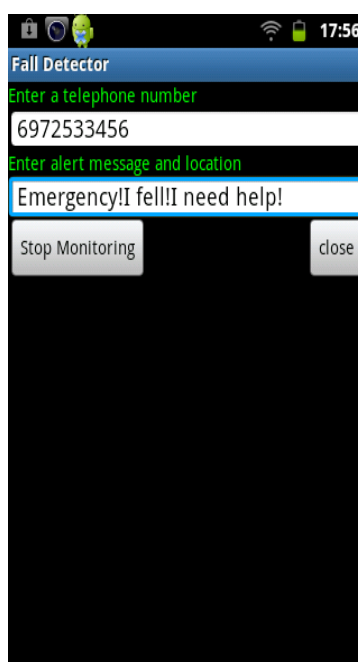 17:56
Fall Detector
Enter a telephone number
6972533456
Enter alert message and location
Emergency!I fell!I need help!
Stop Monitoring close